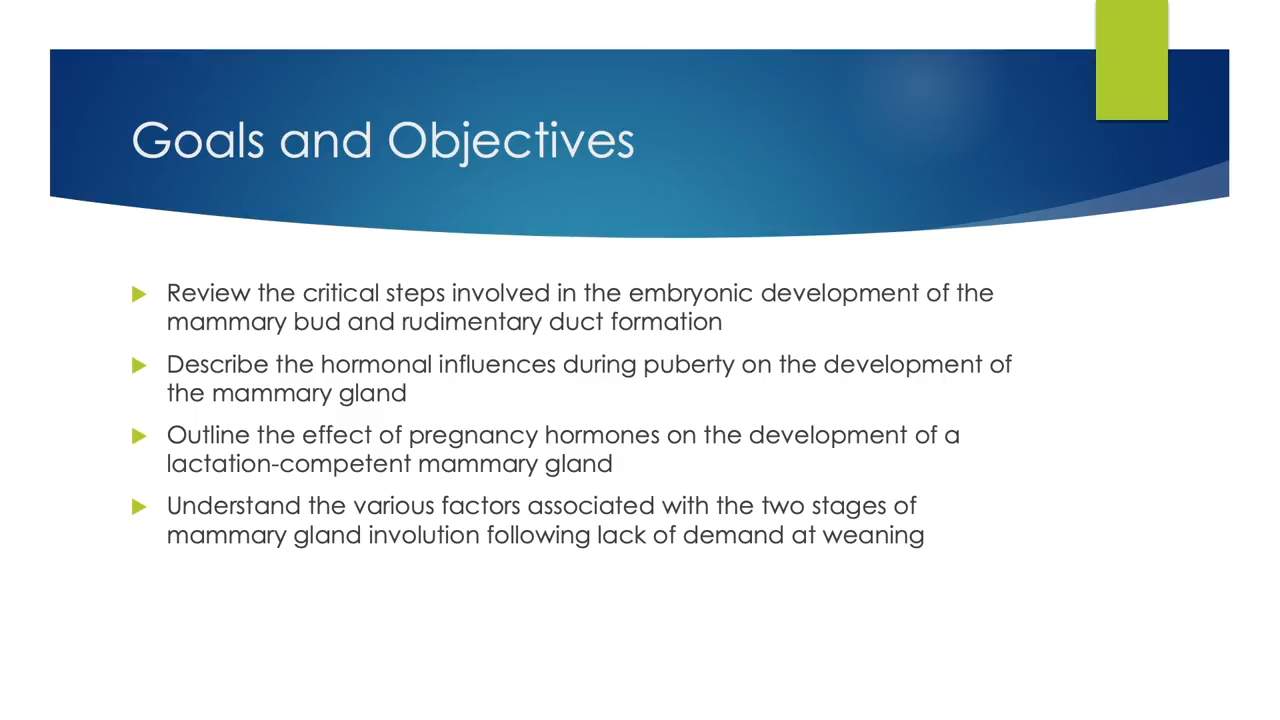 Goals and Objectives
Review the critical steps involved in the embryonic development of the
mammary bud and rudimentary duct formation
Describe the hormonal influences during puberty on the development of
the mammary gland
Outline the effect of pregnancy hormones on the development of a
lactation-competent mammary gland
Understand the various factors associated with the two stages of
mammary gland involution following lack of demand at weaning